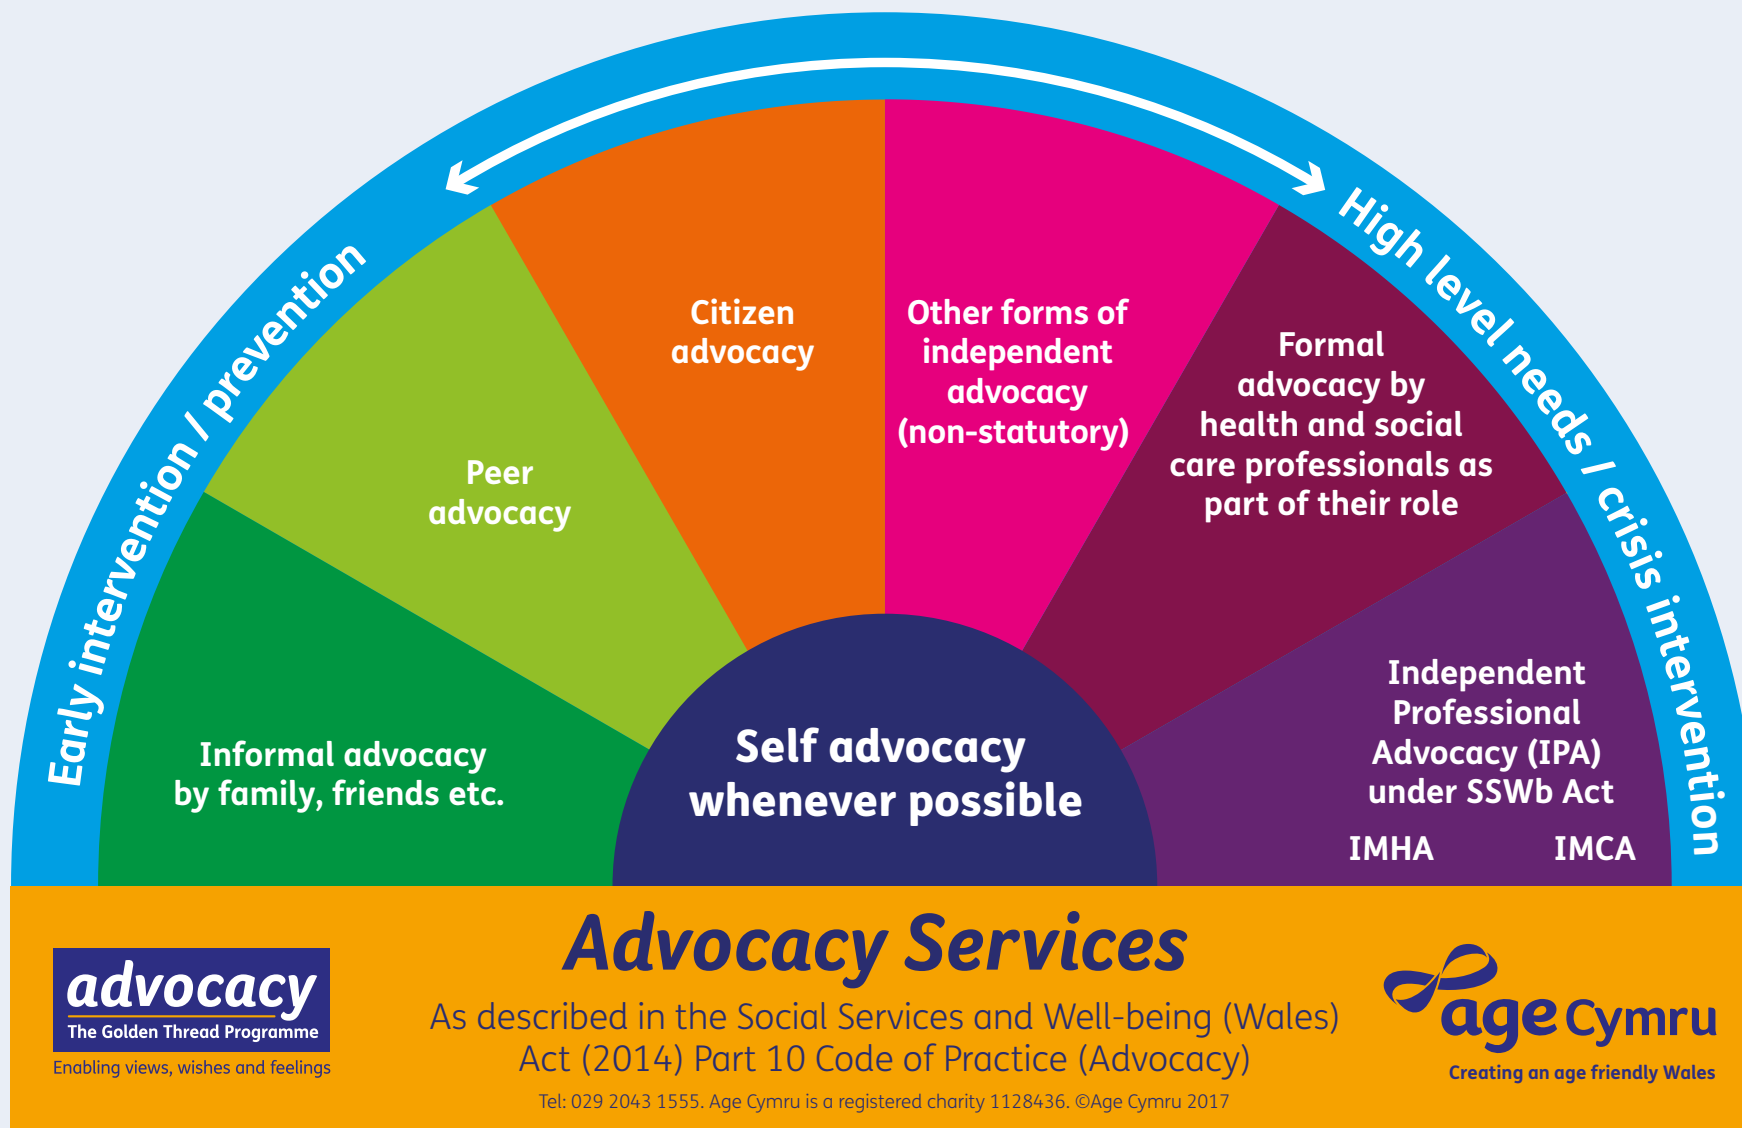 Early intervention / prevention
High level needs / crisis intervention
Informal advocacy
by family, friends etc.
Peer
advocacy
Citizen
advocacy
Other forms of
independent
advocacy
(non-statutory)
Formal
advocacy by
health and social
care professionals as
part of their role
Independent
Professional
Advocacy (IPA)
under SSWb Act
IMHA IMCA
Self advocacy
whenever possible
advocacy
The Golden Thread Programme
Enabling views, wishes and feelings
Advocacy Services
As described in the Social Services and Well-being (Wales)
Act (2014) Part 10 Code of Practice (Advocacy)
Tel: 029 2043 1555. Age Cymru is a registered charity 1128436. ©Age Cymru 2017
age Cymru
Creating an age friendly Wales